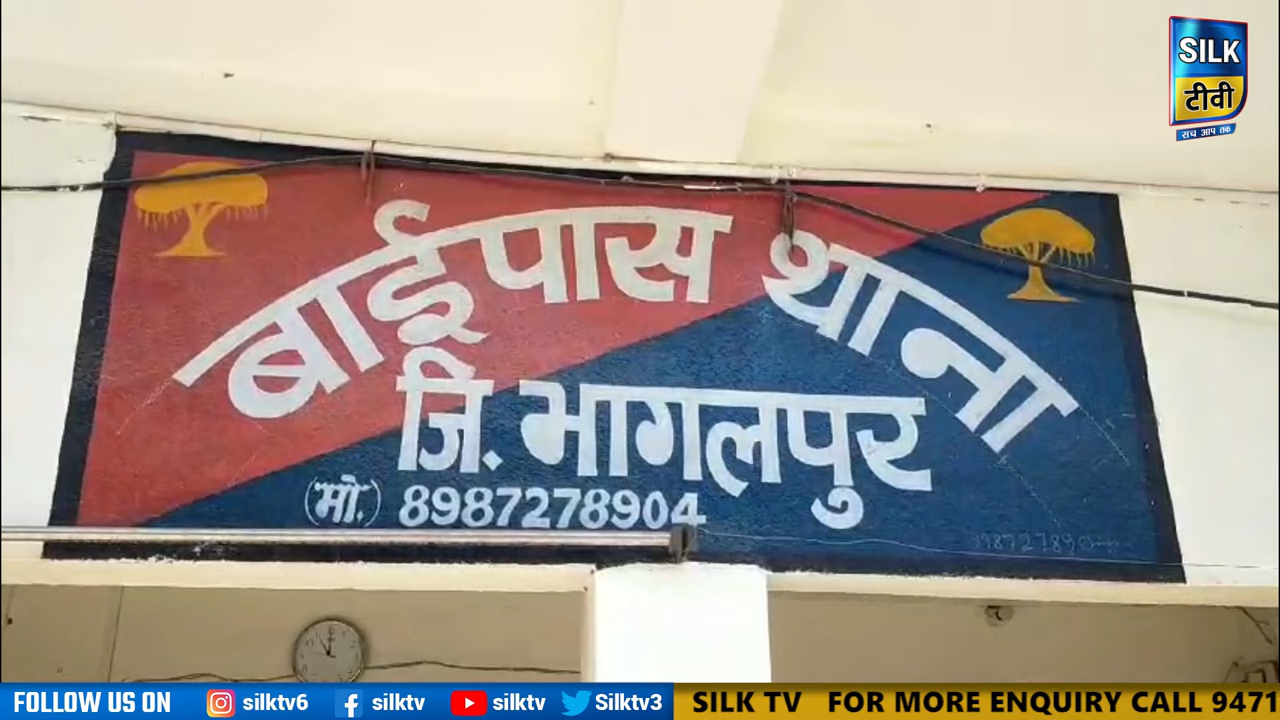 SILK
टीवी
सच आप तक
बाईपास थाना
जि. भागलपुर
(मो.) 8987278904
FOLLOW US ON silktv6 silktv silktv Silktv3 SILK TV FOR MORE ENQUIRY CALL 9471